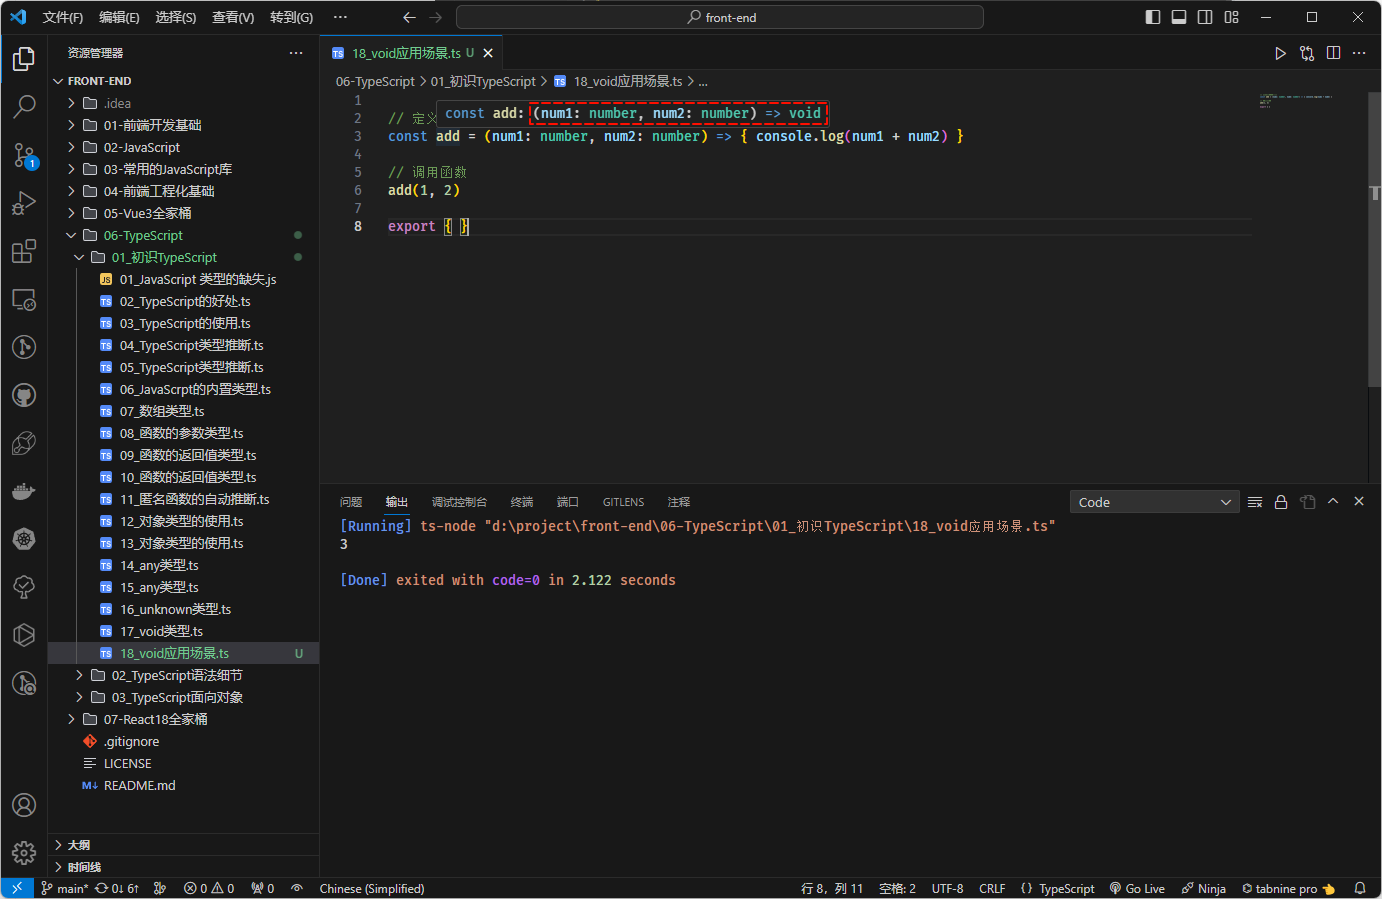 文件(F) 编辑(E) 选择(S) 查看(V) 转到(G) ··· front-end
资源管理器 ···
FRONT-END
.idea
01-前端开发基础
02-JavaScript
03-常用的JavaScript库
04-前端工程化基础
05-Vue3全家桶
06-TypeScript
01_初识TypeScript
JS 01_JavaScript 类型的缺失.js
TS 02_TypeScript的好处.ts
TS 03_TypeScript的使用.ts
TS 04_TypeScript类型推断.ts
TS 05_TypeScript类型推断.ts
TS 06_JavaScrpt的内置类型.ts
TS 07_数组类型.ts
TS 08_函数的参数类型.ts
TS 09_函数的返回值类型.ts
TS 10_函数的返回值类型.ts
TS 11_匿名函数的自动推断.ts
TS 12_对象类型的使用.ts
TS 13_对象类型的使用.ts
TS 14_any类型.ts
TS 15_any类型.ts
TS 16_unknown类型.ts
TS 17_void类型.ts
TS 18_void应用场景.ts U
02_TypeScript语法细节
03_TypeScript面向对象
07-React18全家桶
.gitignore
LICENSE
M↓ README.md
大纲
时间线
1
TS 18_void应用场景.ts U
06-TypeScript > 01_初识TypeScript > TS 18_void应用场景.ts > ...
1
const add: (num1: number, num2: number) => void
2 // 定义
3 const add = (num1: number, num2: number) => { console.log(num1 + num2) }
4
5 // 调用函数
6 add(1, 2)
7
8 export { }
问题 输出 调试控制台 终端 端口 GITLENS 注释 Code
[Running] ts-node "d:\project\front-end\06-TypeScript\01_初识TypeScript\18_void应用场景.ts"
3
[Done] exited with code=0 in 2.122 seconds
main* 0↓ 6↑ 0 0 0 Chinese (Simplified) 行 8，列 11 空格: 2 UTF-8 CRLF {} TypeScript Go Live Ninja tabnine pro